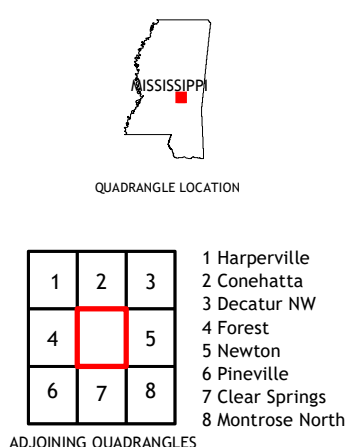 MISSISSIPPI
QUADRANGLE LOCATION
1 2 3
4 5
6 7 8
1 Harperville
2 Conehatta
3 Decatur NW
4 Forest
5 Newton
6 Pineville
7 Clear Springs
8 Montrose North
ADJOINING QUADRANGLES